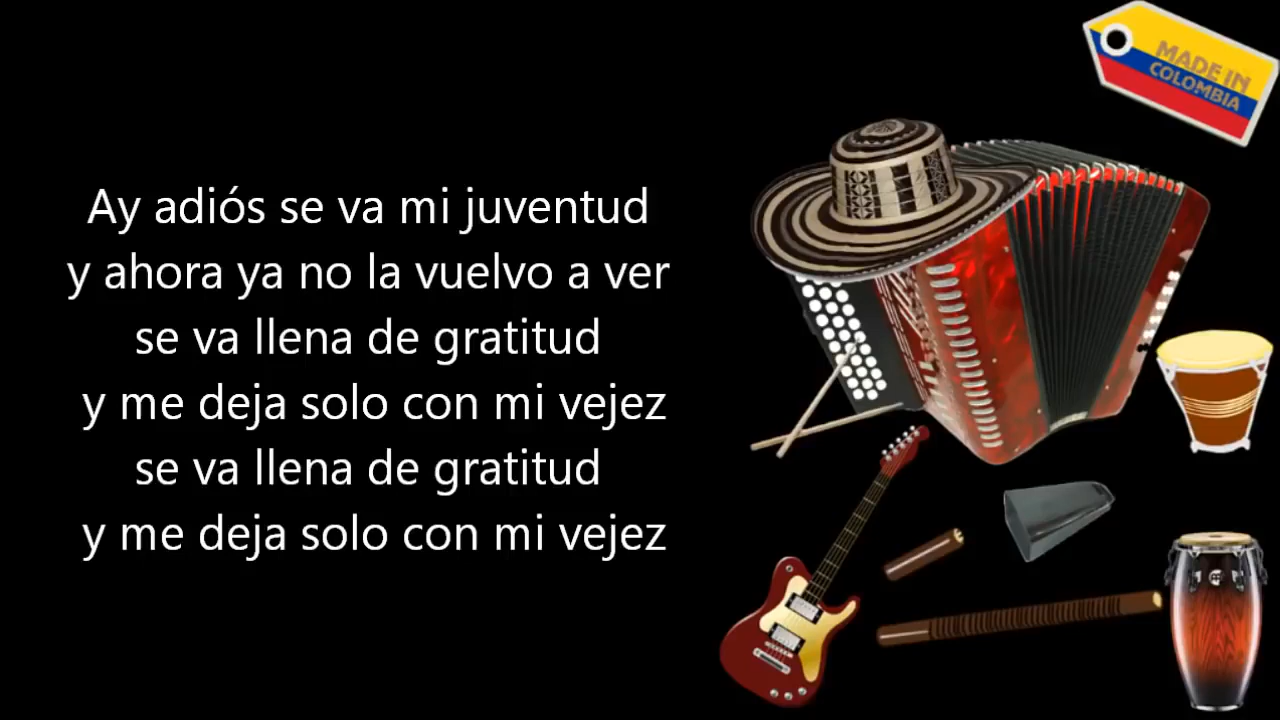 Ay adiós se va mi juventud
y ahora ya no la vuelvo a ver
se va llena de gratitud
y me deja solo con mi vejez
se va llena de gratitud
y me deja solo con mi vejez
MADE IN
COLOMBIA